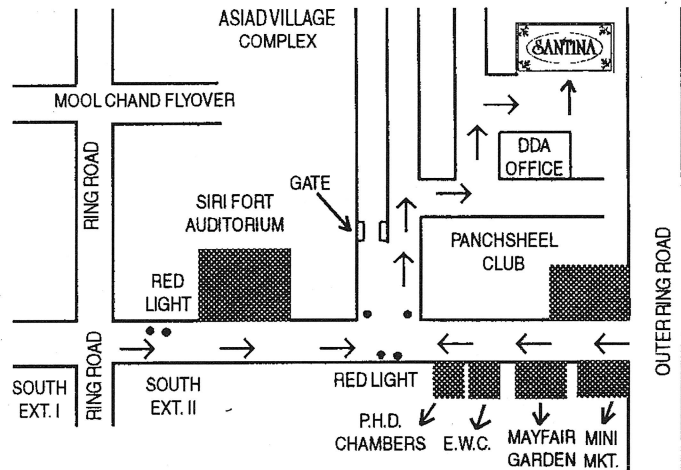 ASIAD VILLAGE
COMPLEX
SANTINA
MOOL CHAND FLYOVER
DDA
OFFICE
RING ROAD
GATE
SIRI FORT
AUDITORIUM
PANCHSHEEL
CLUB
RED
LIGHT
OUTER RING ROAD
RING ROAD
SOUTH
EXT. I
SOUTH
EXT. II
RED LIGHT
P.H.D.
CHAMBERS
E.W.C.
MAYFAIR
GARDEN
MINI
MKT.